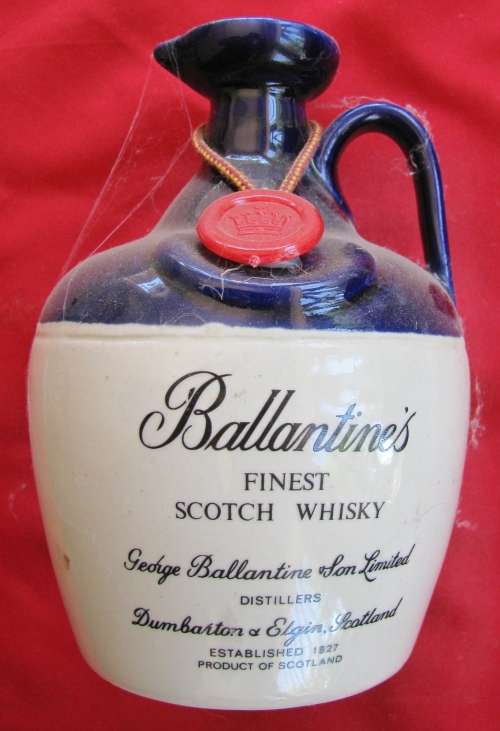 Ballantine's
FINEST
SCOTCH WHISKY
George Ballantine & Son Limited
DISTILLERS
Dumbarton & Elgin, Scotland
ESTABLISHED 1827
PRODUCT OF SCOTLAND